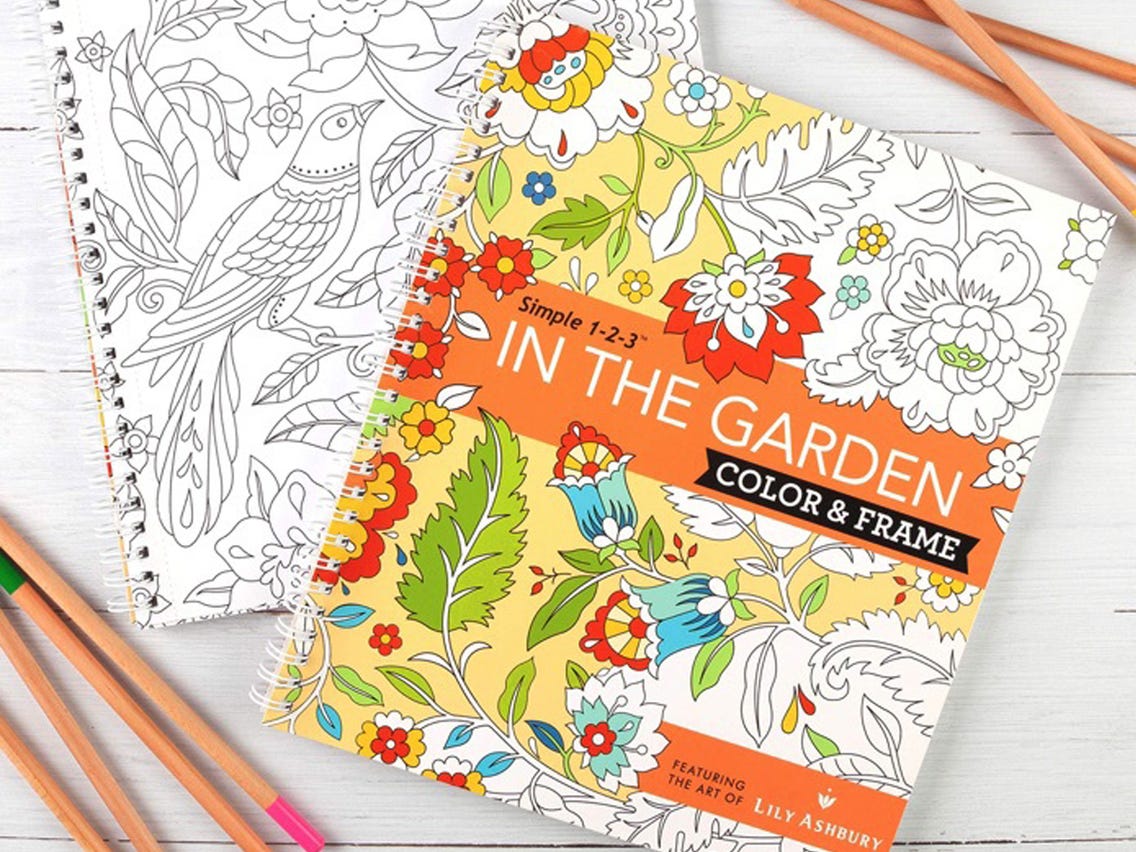 Simple 1-2-3™
IN THE GARDEN
COLOR & FRAME
FEATURING
THE ART OF
LILY ASHBURY